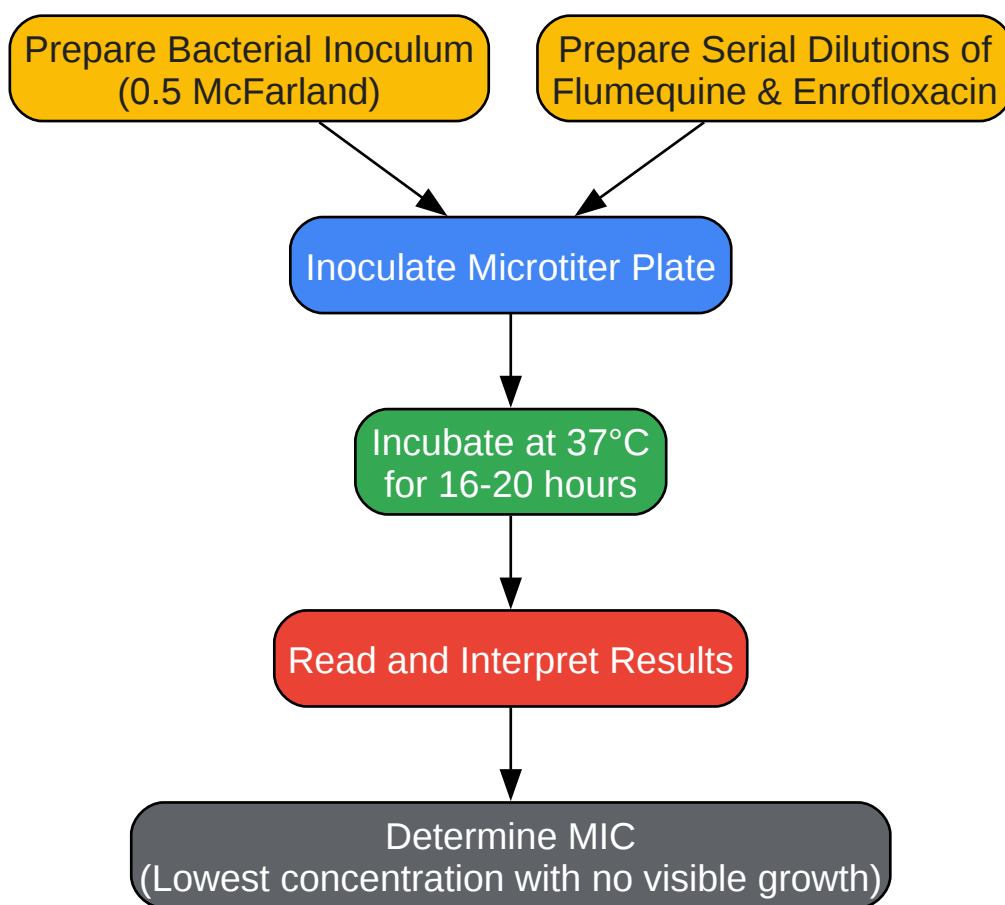 Prepare Bacterial Inoculum
(0.5 McFarland)
Prepare Serial Dilutions of
Flumequine & Enrofloxacin
Inoculate Microtiter Plate
Incubate at 37°C
for 16-20 hours
Read and Interpret Results
Determine MIC
(Lowest concentration with no visible growth)